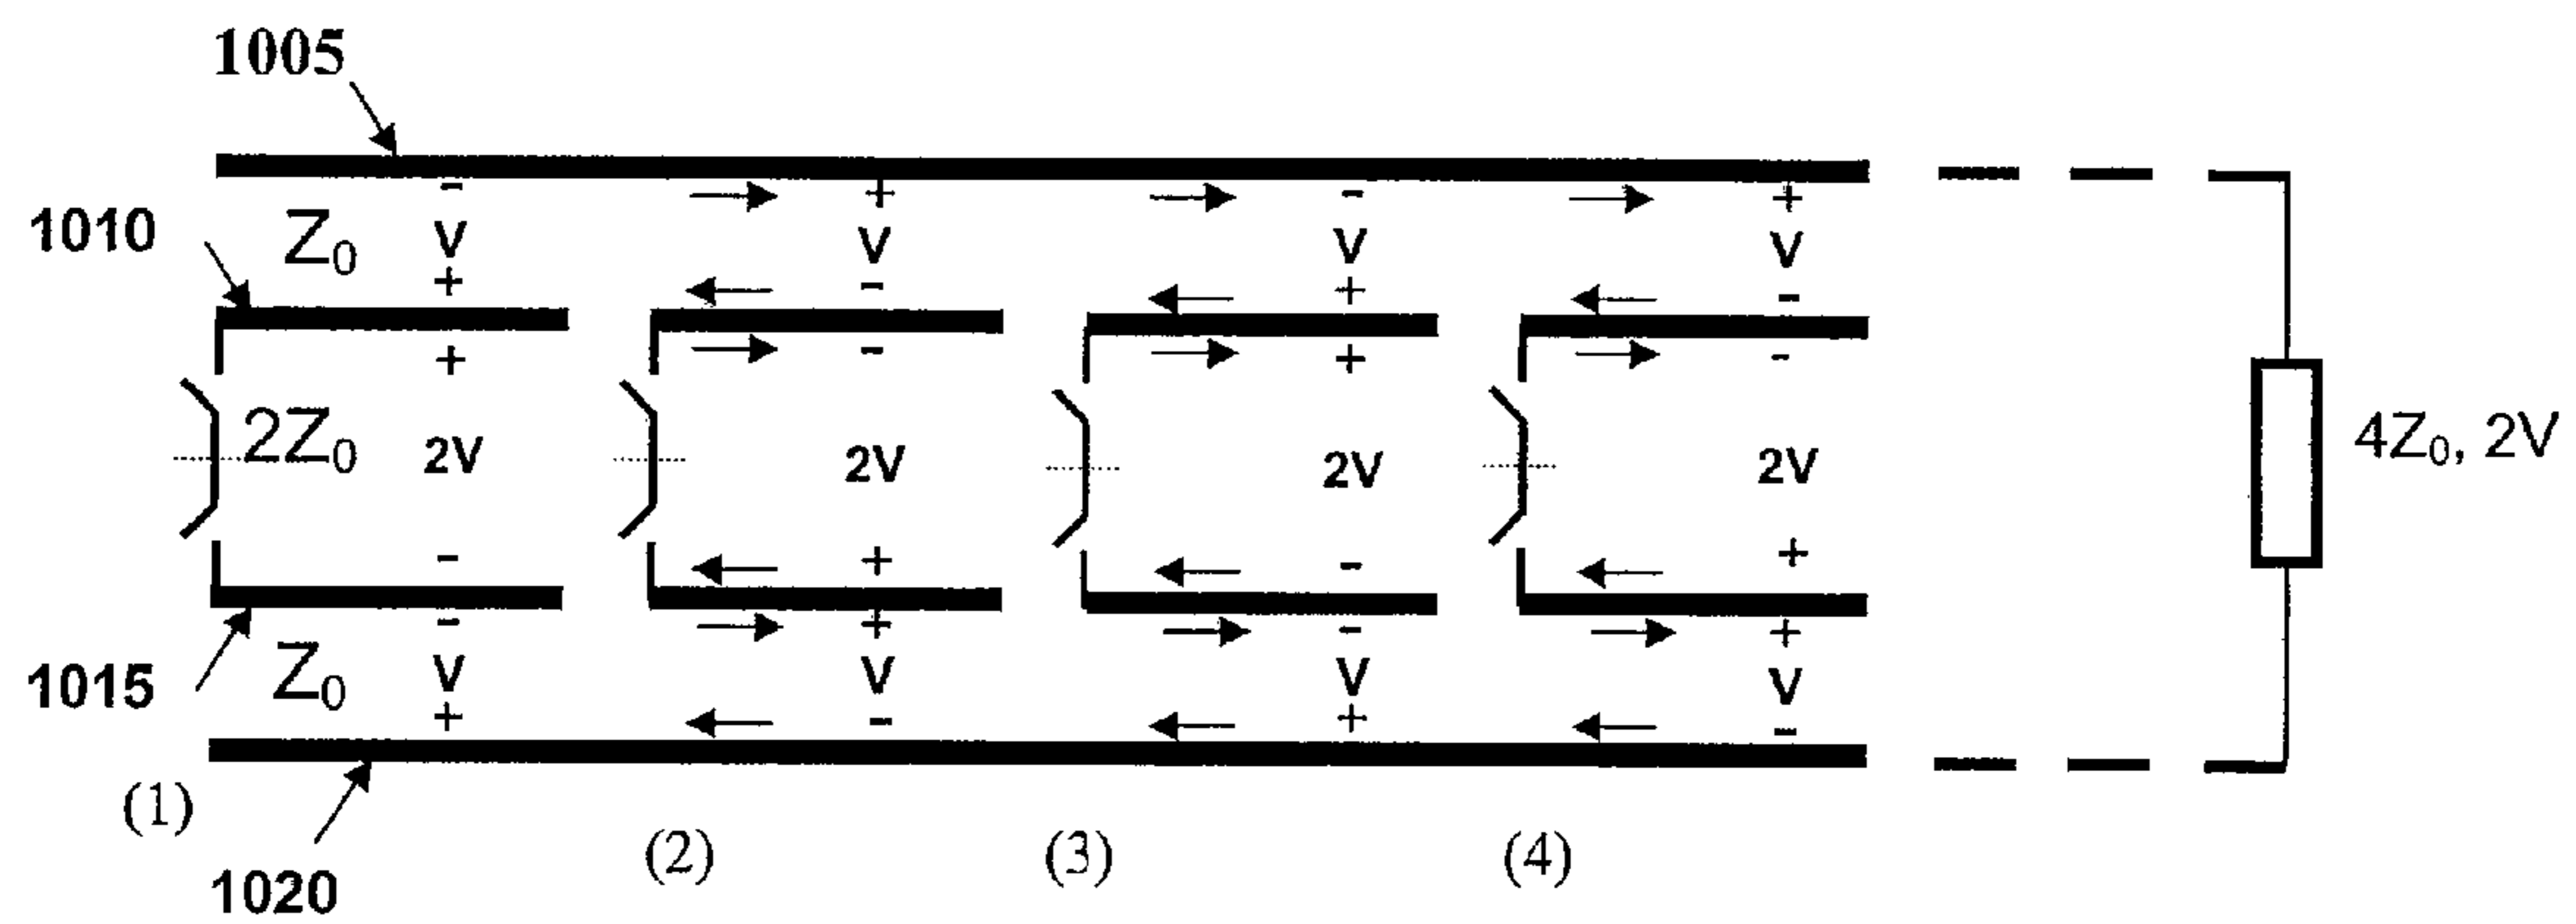 1005
- + - +
1010 Z₀ V V V V
+ - + -
+ - + -
2Z₀ 2V 2V 2V 2V 4Z₀, 2V
- + - +
- + - +
1015 Z₀ V V V V
+ - + -
(1) (2) (3) (4)
1020